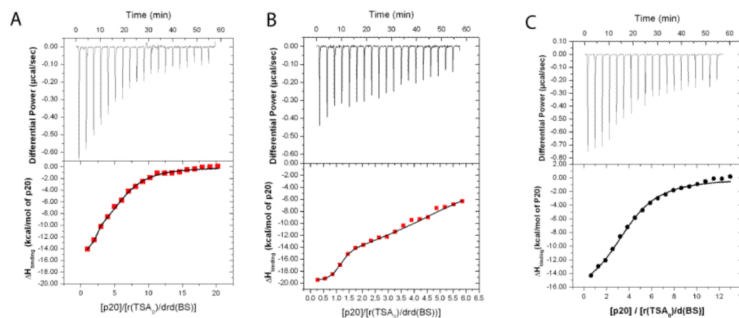 A
Time (min)
0 10 20 30 40 50 60
0.00
-0.10
-0.20
-0.30
-0.40
-0.50
-0.60
Differential Power (µcal/sec)
0.00
-2.00
-4.00
-6.00
-8.00
-10.00
-12.00
-14.00
-16.00
-18.00
-20.00
ΔHbinding (kcal/mol of p20)
0 5 10 15 20
[p20]/[r(TSAS)/drd(BS)]
B
Time (min)
0 10 20 30 40 50 60
0.00
-0.10
-0.20
-0.30
-0.40
-0.50
-0.60
Differential Power (µcal/sec)
0.00
-2.00
-4.00
-6.00
-8.00
-10.00
-12.00
-14.00
-16.00
-18.00
-20.00
ΔHbinding (kcal/mol of p20)
0.0 0.5 1.0 1.5 2.0 2.5 3.0 3.5 4.0 4.5 5.0 5.5 6.0 6.5
[p20]/[r(TSAS)/drd(BS))]
C
Time (min)
0 10 20 30 40 50 60
0.00
-0.10
-0.20
-0.30
-0.40
-0.50
-0.60
-0.70
-0.80
Differential Power (µcal/sec)
2.00
0.00
-2.00
-4.00
-6.00
-8.00
-10.00
-12.00
-14.00
-16.00
ΔHbinding(kcal/mol of P20)
0 2 4 6 8 10 12
[p20] / [r(TSAS)/d(BS)]